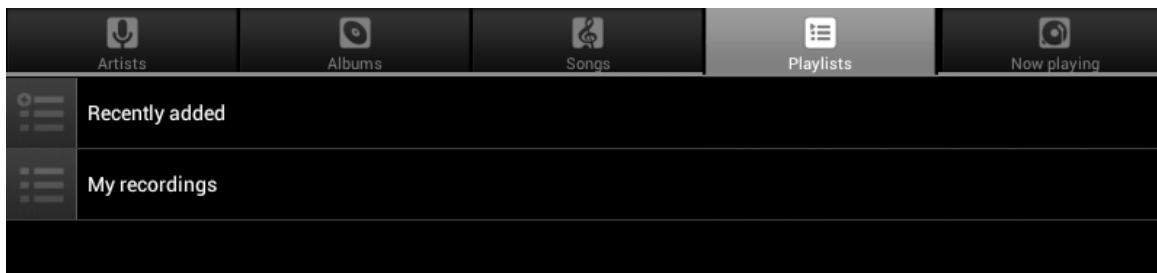 Artists
Albums
Songs
Playlists
Now playing
Recently added
My recordings